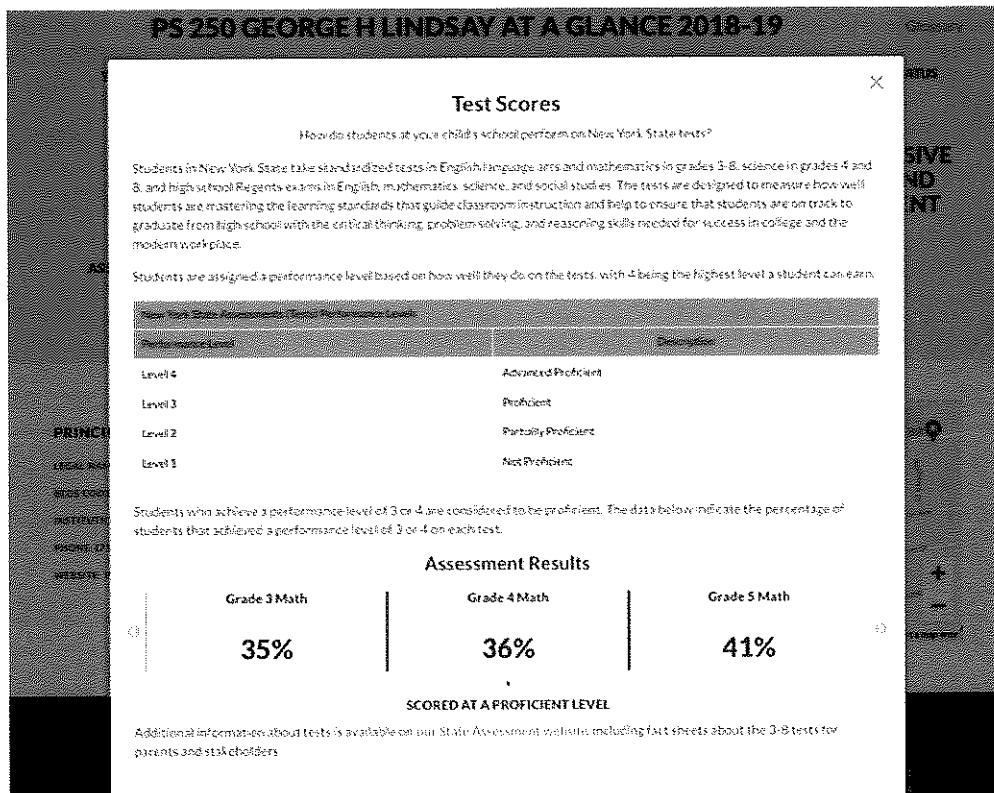 PS 250 GEORGE H LINDSAY AT A GLANCE 2018-19
Glossary
Test Scores
How do students at your child's school perform on New York State tests?
Students in New York State take standardized tests in English language arts and mathematics in grades 3-8, science in grades 4 and
8, and high school Regents exams in English, mathematics, science, and social studies. The tests are designed to measure how well
students are mastering the learning standards that guide classroom instruction and help to ensure that students are on track to
graduate from high school with the critical thinking, problem solving, and reasoning skills needed for success in college and the
modern workplace.
Students are assigned a performance level based on how well they do on the tests, with 4 being the highest level a student can earn.
New York State Assessments (Tests) Performance Levels
Performance Level Description
Level 4 Advanced Proficient
Level 3 Proficient
Level 2 Partially Proficient
Level 1 Not Proficient
Students who achieve a performance level of 3 or 4 are considered to be proficient. The data below indicate the percentage of
students that achieved a performance level of 3 or 4 on each test.
Assessment Results
Grade 3 Math Grade 4 Math Grade 5 Math
35% 36% 41%
SCORED AT A PROFICIENT LEVEL
Additional information about tests is available on our State Assessment website including fact sheets about the 3-8 tests for
parents and stakeholders